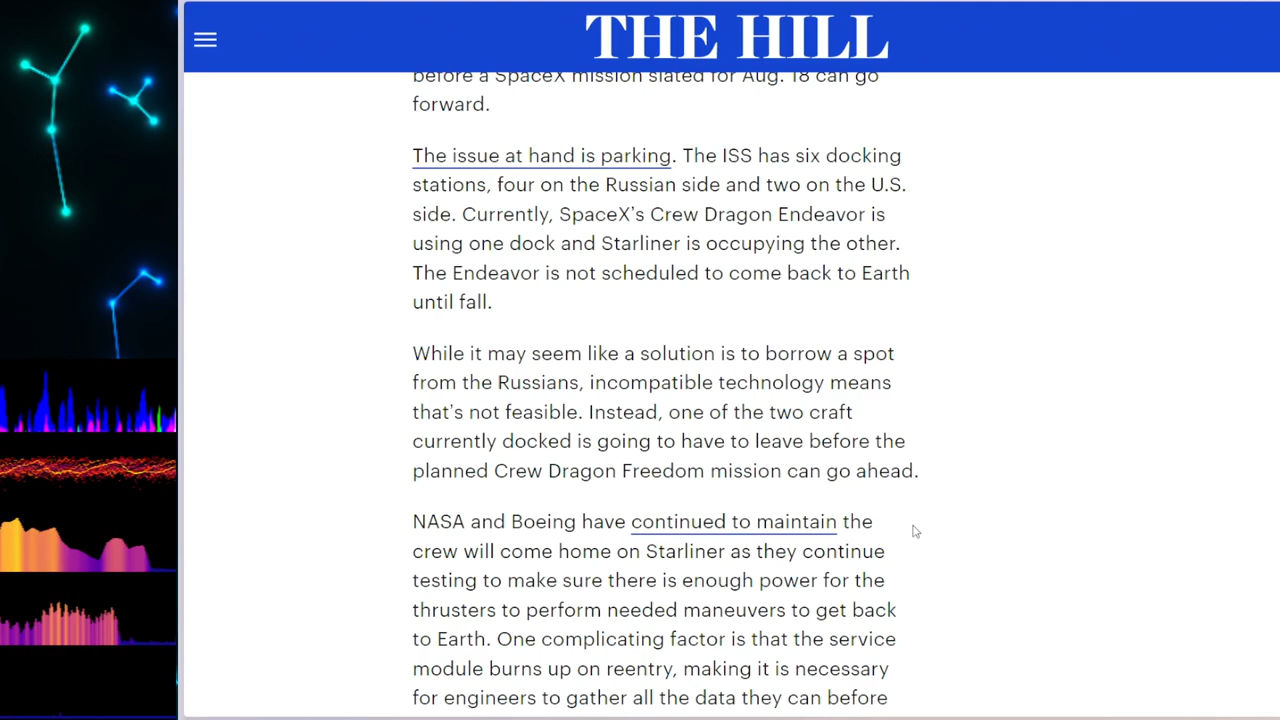 THE HILL
before a SpaceX mission slated for Aug. 18 can go
forward.
The issue at hand is parking. The ISS has six docking
stations, four on the Russian side and two on the U.S.
side. Currently, SpaceX's Crew Dragon Endeavor is
using one dock and Starliner is occupying the other.
The Endeavor is not scheduled to come back to Earth
until fall.
While it may seem like a solution is to borrow a spot
from the Russians, incompatible technology means
that's not feasible. Instead, one of the two craft
currently docked is going to have to leave before the
planned Crew Dragon Freedom mission can go ahead.
NASA and Boeing have continued to maintain the
crew will come home on Starliner as they continue
testing to make sure there is enough power for the
thrusters to perform needed maneuvers to get back
to Earth. One complicating factor is that the service
module burns up on reentry, making it is necessary
for engineers to gather all the data they can before